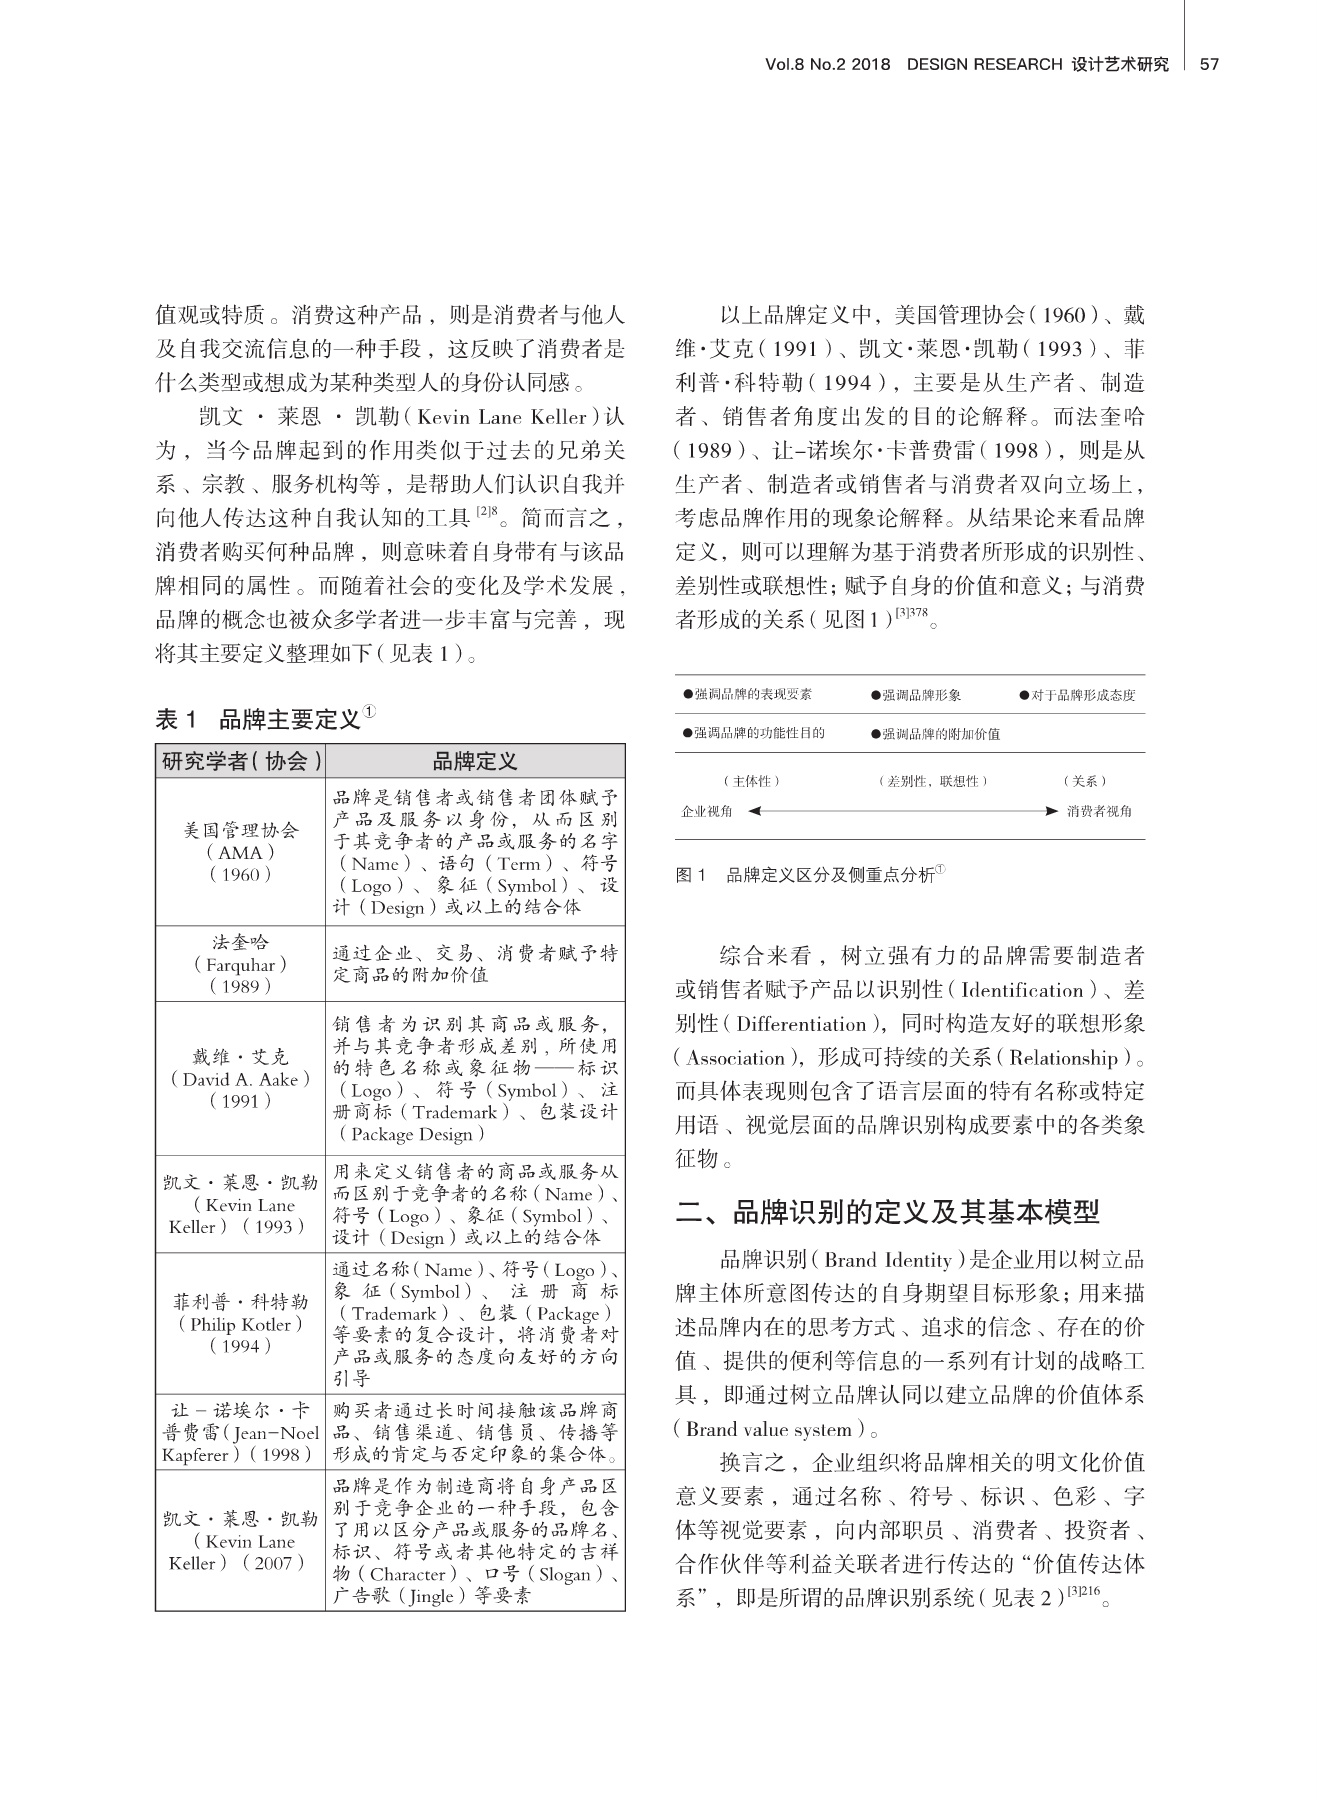 Vol.8 No.2 2018 DESIGN RESEARCH 设计艺术研究 57
值观或特质。消费这种产品，则是消费者与他人
及自我交流信息的一种手段，这反映了消费者是
什么类型或想成为某种类型人的身份认同感。
凯文·莱恩·凯勒（Kevin Lane Keller）认
为，当今品牌起到的作用类似于过去的兄弟关
系、宗教、服务机构等，是帮助人们认识自我并
向他人传达这种自我认知的工具[2]8。简而言之，
消费者购买何种品牌，则意味着自身带有与该品
牌相同的属性。而随着社会的变化及学术发展，
品牌的概念也被众多学者进一步丰富与完善，现
将其主要定义整理如下（见表1）。
表 1 品牌主要定义①
研究学者（协会） 品牌定义
美国管理协会
（AMA）
（1960）
品牌是销售者或销售者团体赋予
产品及服务以身份，从而区别
于其竞争者的产品或服务的名字
（Name）、语句（Term）、符号
（Logo）、象征（Symbol）、设
计（Design）或以上的结合体
法奎哈
（Farquhar）
（1989）
通过企业、交易、消费者赋予特
定商品的附加价值
戴维·艾克
（David A. Aake）
（1991）
销售者为识别其商品或服务，
并与其竞争者形成差别，所使用
的特色名称或象征物——标识
（Logo）、符号（Symbol）、注
册商标（Trademark）、包装设计
（Package Design）
凯文·莱恩·凯勒
（Kevin Lane
Keller）（1993）
用来定义销售者的商品或服务从
而区别于竞争者的名称（Name）、
符号（Logo）、象征（Symbol）、
设计（Design）或以上的结合体
菲利普·科特勒
（Philip Kotler）
（1994）
通过名称（Name）、符号（Logo）、
象征（Symbol）、注册商标
（Trademark）、包装（Package）
等要素的复合设计，将消费者对
产品或服务的态度向友好的方向
引导
让–诺埃尔·卡
普费雷（Jean-Noel
Kapferer）（1998）
购买者通过长时间接触该品牌商
品、销售渠道、销售员、传播等
形成的肯定与否定印象的集合体。
凯文·莱恩·凯勒
（Kevin Lane
Keller）（2007）
品牌是作为制造商将自身产品区
别于竞争企业的一种手段，包含
了用以区分产品或服务的品牌名、
标识、符号或者其他特定的吉祥
物（Character）、口号（Slogan）、
广告歌（Jingle）等要素
以上品牌定义中，美国管理协会（1960）、戴
维·艾克（1991）、凯文·莱恩·凯勒（1993）、菲
利普·科特勒（1994），主要是从生产者、制造
者、销售者角度出发的目的论解释。而法奎哈
（1989）、让–诺埃尔·卡普费雷（1998），则是从
生产者、制造者或销售者与消费者双向立场上，
考虑品牌作用的现象论解释。从结果论来看品牌
定义，则可以理解为基于消费者所形成的识别性、
差别性或联想性；赋予自身的价值和意义；与消费
者形成的关系（见图1）[3]378。
●强调品牌的表现要素 ●强调品牌形象 ●对于品牌形成态度
●强调品牌的功能性目的 ●强调品牌的附加价值
（主体性） （差别性，联想性） （关系）
企业视角 消费者视角
图 1 品牌定义区分及侧重点分析①
综合来看，树立强有力的品牌需要制造者
或销售者赋予产品以识别性（Identification）、差
别性（Differentiation），同时构造友好的联想形象
（Association），形成可持续的关系（Relationship）。
而具体表现则包含了语言层面的特有名称或特定
用语、视觉层面的品牌识别构成要素中的各类象
征物。
二、品牌识别的定义及其基本模型
品牌识别（Brand Identity）是企业用以树立品
牌主体所意图传达的自身期望目标形象；用来描
述品牌内在的思考方式、追求的信念、存在的价
值、提供的便利等信息的一系列有计划的战略工
具，即通过树立品牌认同以建立品牌的价值体系
（Brand value system）。
换言之，企业组织将品牌相关的明文化价值
意义要素，通过名称、符号、标识、色彩、字
体等视觉要素，向内部职员、消费者、投资者、
合作伙伴等利益关联者进行传达的“价值传达体
系”，即是所谓的品牌识别系统（见表2）[3]216。